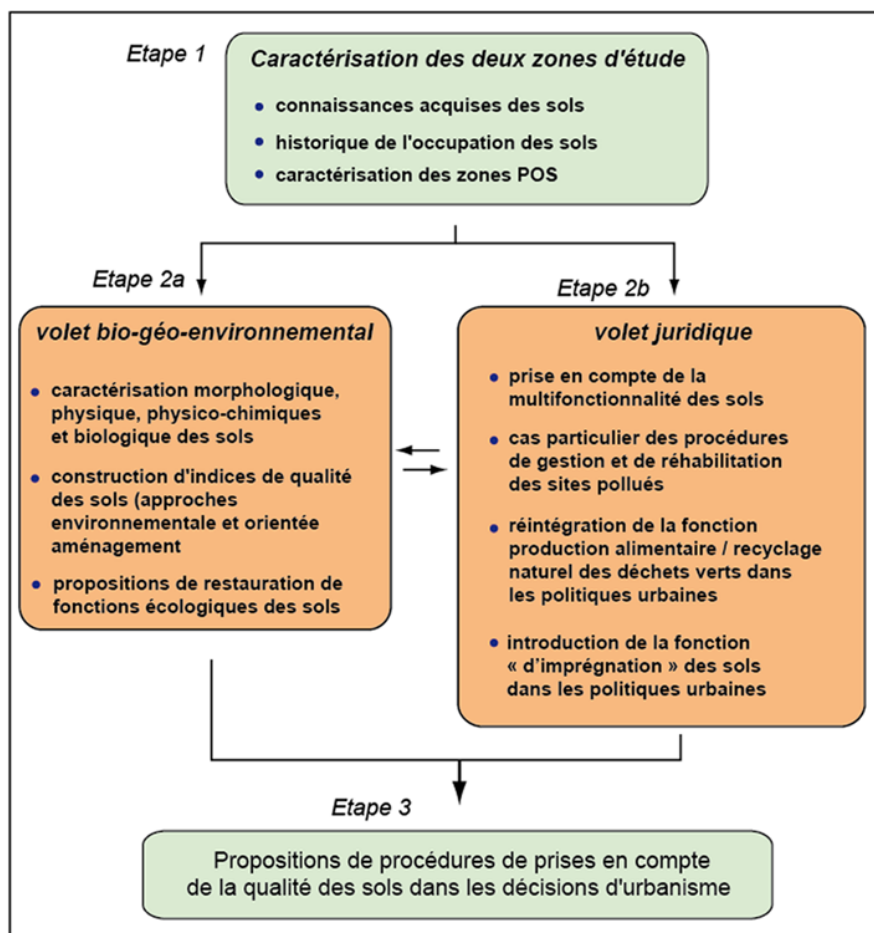 Etape 1
Caractérisation des deux zones d'étude
• connaissances acquises des sols
• historique de l'occupation des sols
• caractérisation des zones POS
Etape 2a
volet bio-géo-environnemental
• caractérisation morphologique,
physique, physico-chimiques
et biologique des sols
• construction d'indices de qualité
des sols (approches
environnementale et orientée
aménagement
• propositions de restauration de
fonctions écologiques des sols
Etape 2b
volet juridique
• prise en compte de la
multifonctionnalité des sols
• cas particulier des procédures
de gestion et de réhabilitation
des sites pollués
• réintégration de la fonction
production alimentaire / recyclage
naturel des déchets verts dans
les politiques urbaines
• introduction de la fonction
« d'imprégnation » des sols
dans les politiques urbaines
Etape 3
Propositions de procédures de prises en compte
de la qualité des sols dans les décisions d'urbanisme